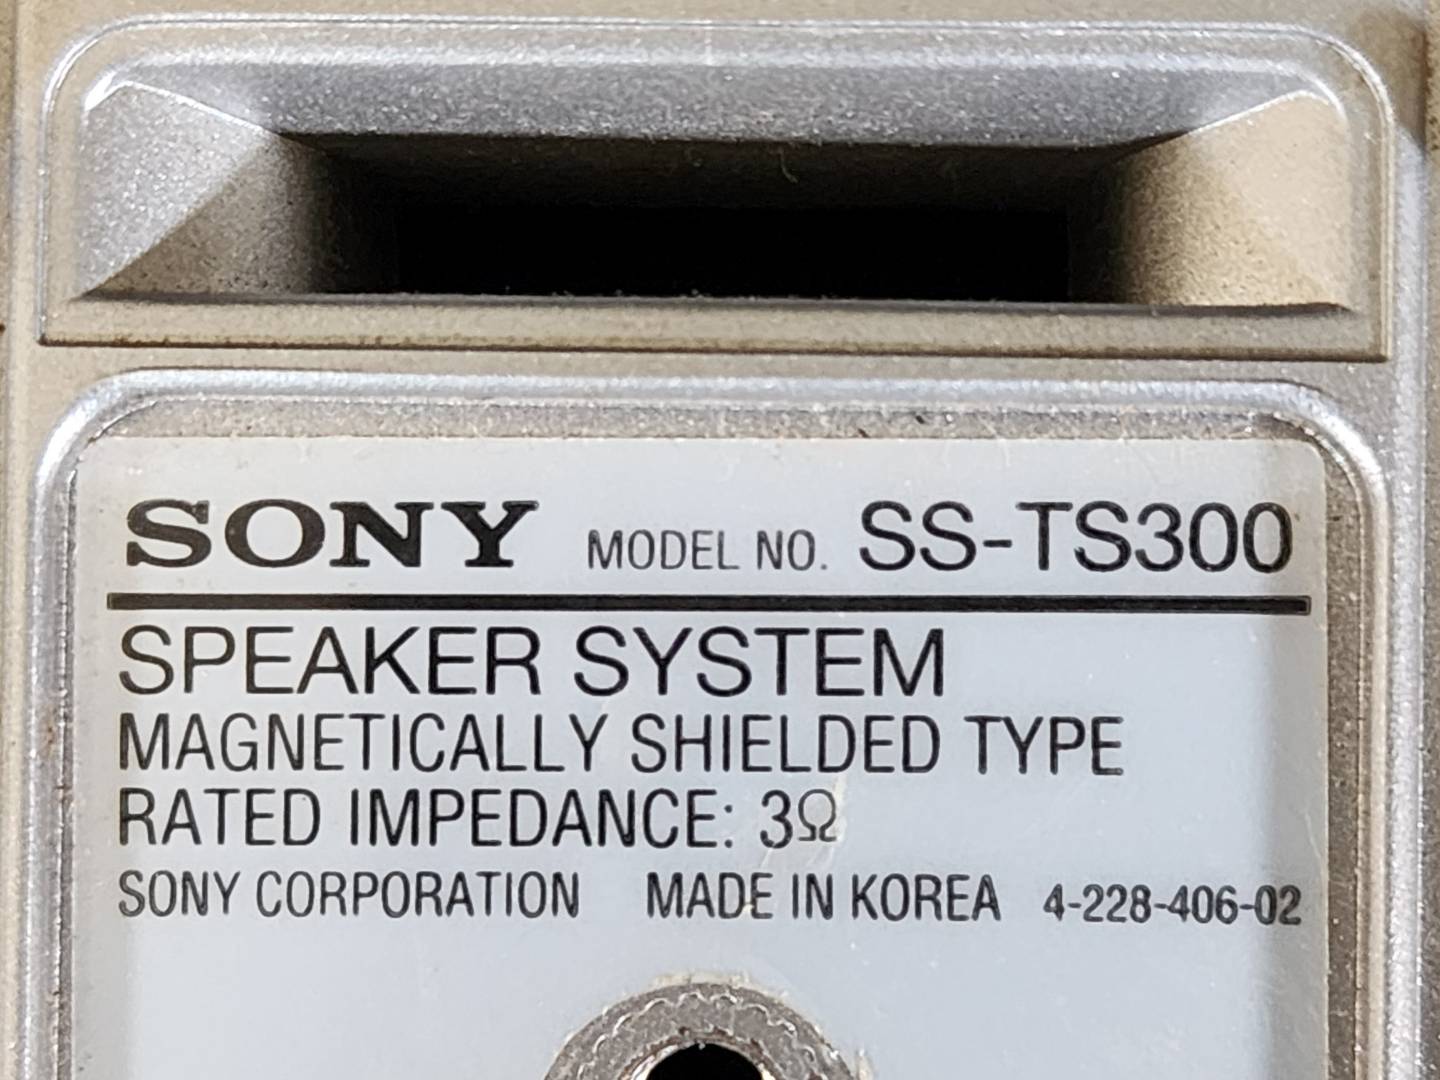 SONY MODEL NO. SS-TS300
SPEAKER SYSTEM
MAGNETICALLY SHIELDED TYPE
RATED IMPEDANCE: 3Ω
SONY CORPORATION MADE IN KOREA 4-228-406-02